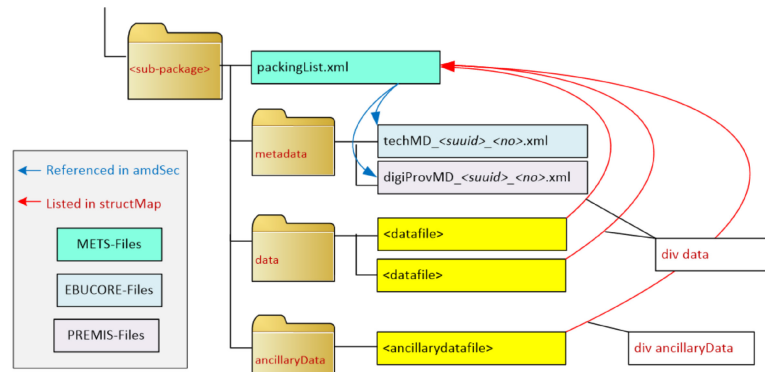 <sub-package>
packingList.xml
metadata
techMD_<suuid>_<no>.xml
digiProvMD_<suuid>_<no>.xml
Referenced in amdSec
Listed in structMap
METS-Files
EBUCORE-Files
PREMIS-Files
data
<datafile>
<datafile>
div data
ancillaryData
<ancillarydatafile>
div ancillaryData